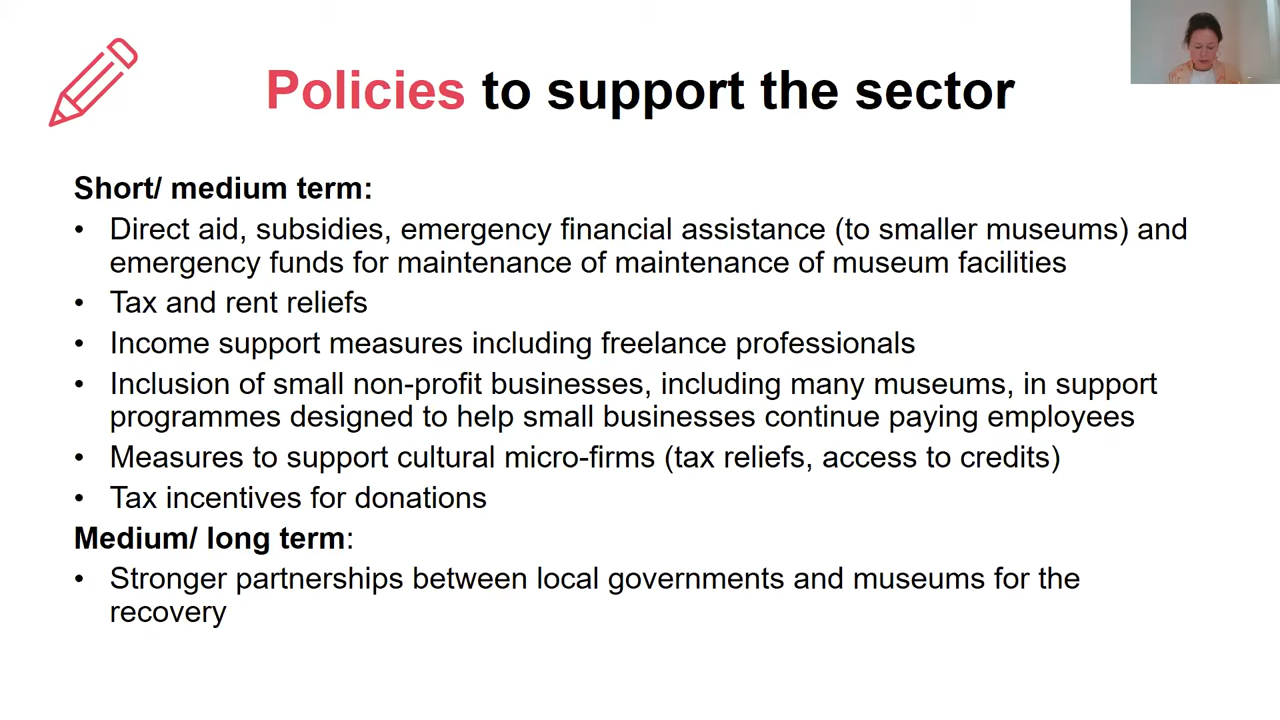 Policies to support the sector
Short/ medium term:
• Direct aid, subsidies, emergency financial assistance (to smaller museums) and
emergency funds for maintenance of maintenance of museum facilities
• Tax and rent reliefs
• Income support measures including freelance professionals
• Inclusion of small non-profit businesses, including many museums, in support
programmes designed to help small businesses continue paying employees
• Measures to support cultural micro-firms (tax reliefs, access to credits)
• Tax incentives for donations
Medium/ long term:
• Stronger partnerships between local governments and museums for the
recovery